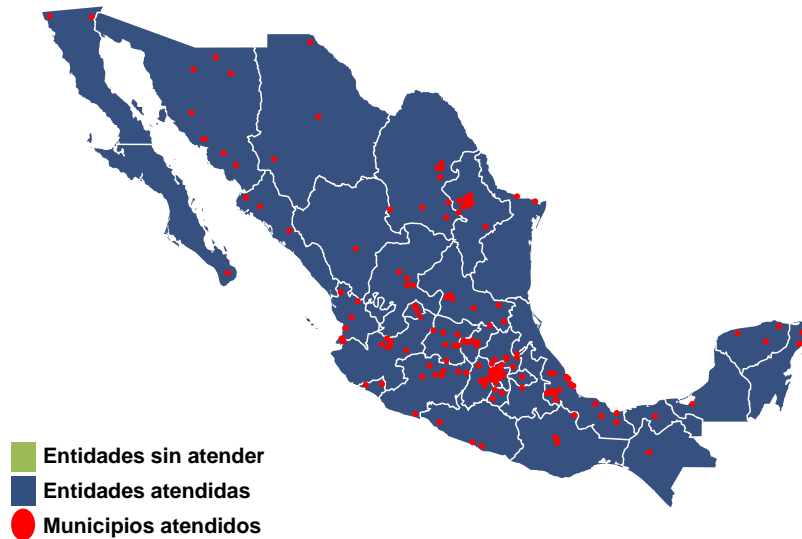 Entidades sin atender
Entidades atendidas
Municipios atendidos